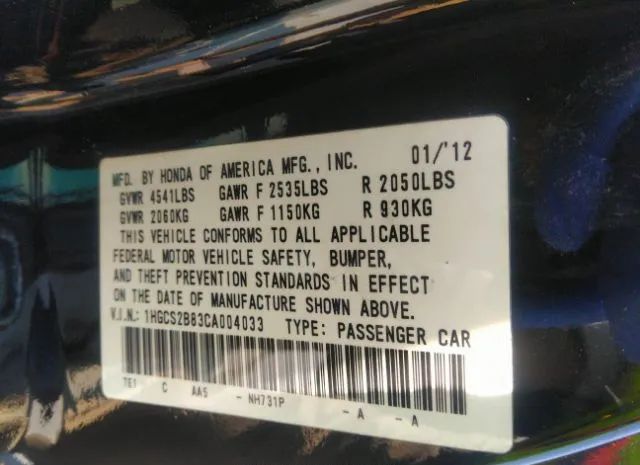 MFD. BY HONDA OF AMERICA MFG., INC. 01/'12
GVWR 4541LBS GAWR F 2535LBS R 2050LBS
GVWR 2060KG GAWR F 1150KG R 930KG
THIS VEHICLE CONFORMS TO ALL APPLICABLE
FEDERAL MOTOR VEHICLE SAFETY, BUMPER,
AND THEFT PREVENTION STANDARDS IN EFFECT
ON THE DATE OF MANUFACTURE SHOWN ABOVE.
V.I.N.: 1HGCS2B83CA004033 TYPE: PASSENGER CAR
TE1 C AA5 - NH731P - A - A